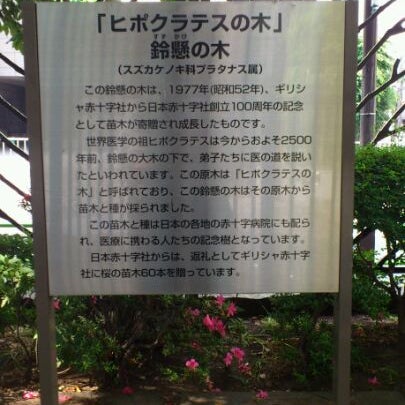 「ヒポクラテスの木」
すず かけ
鈴懸の木
(スズカケノキ科プラタナス属)
この鈴懸の木は、1977年(昭和52年)、ギリシ
ャ赤十字社から日本赤十字社創立100周年の記念
として苗木が寄贈され成長したものです。
世界医学の祖ヒポクラテスは今からおよそ2500
年前、鈴懸の大木の下で、弟子たちに医の道を説い
たといわれています。この原木は「ヒポクラテスの
木」と呼ばれており、この鈴懸の木はその原木から
苗木と種が採られました。
この苗木と種は日本の各地の赤十字病院にも配ら
れ、医療に携わる人たちの記念樹となっています。
日本赤十字社からは、返礼としてギリシャ赤十字
社に桜の苗木60本を贈っています。